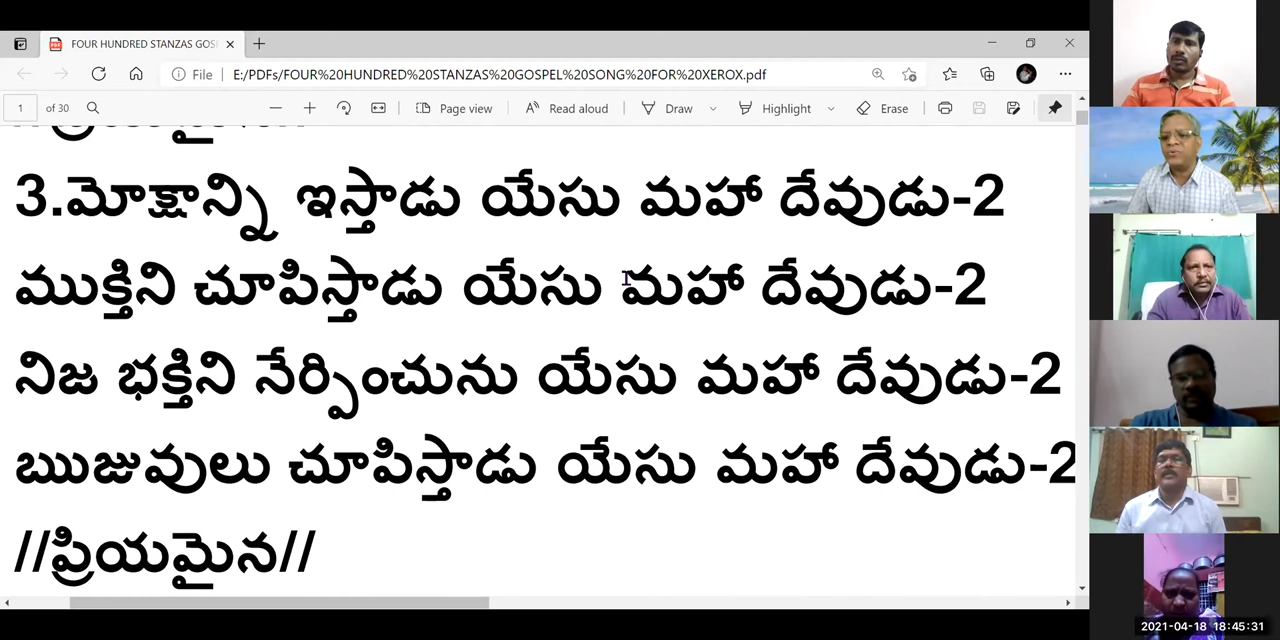 FOUR HUNDRED STANZAS GOS
File
E:/PDFs/FOUR%20HUNDRED%20STANZAS%20GOSPEL%20SONG%20FOR%20XEROX.pdf
1 of 30
Page view
Read aloud
Draw
Highlight
Erase
3.మోక్షాన్ని ఇస్తాడు యేసు మహా దేవుడు-2
ముక్తిని చూపిస్తాడు యేసు మహా దేవుడు-2
నిజ భక్తిని నేర్పించును యేసు మహా దేవుడు-2
ఋజువులు చూపిస్తాడు యేసు మహా దేవుడు-2
//ప్రియమైన//
2021-04-18 18:45:31